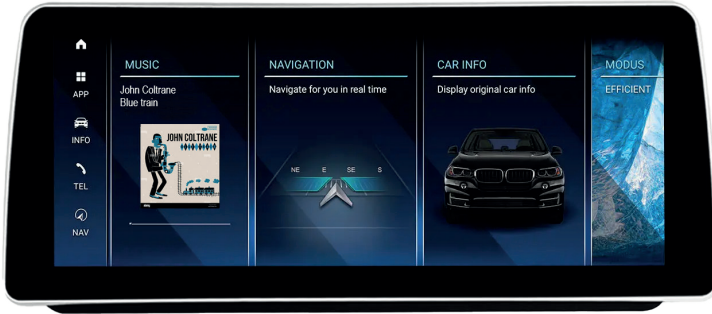 APP
INFO
TEL
NAV
MUSIC
John Coltrane
Blue train
JOHN COLTRANE
NAVIGATION
Navigate for you in real time
NE E SE S
CAR INFO
Display original car info
MODUS
EFFICIENT